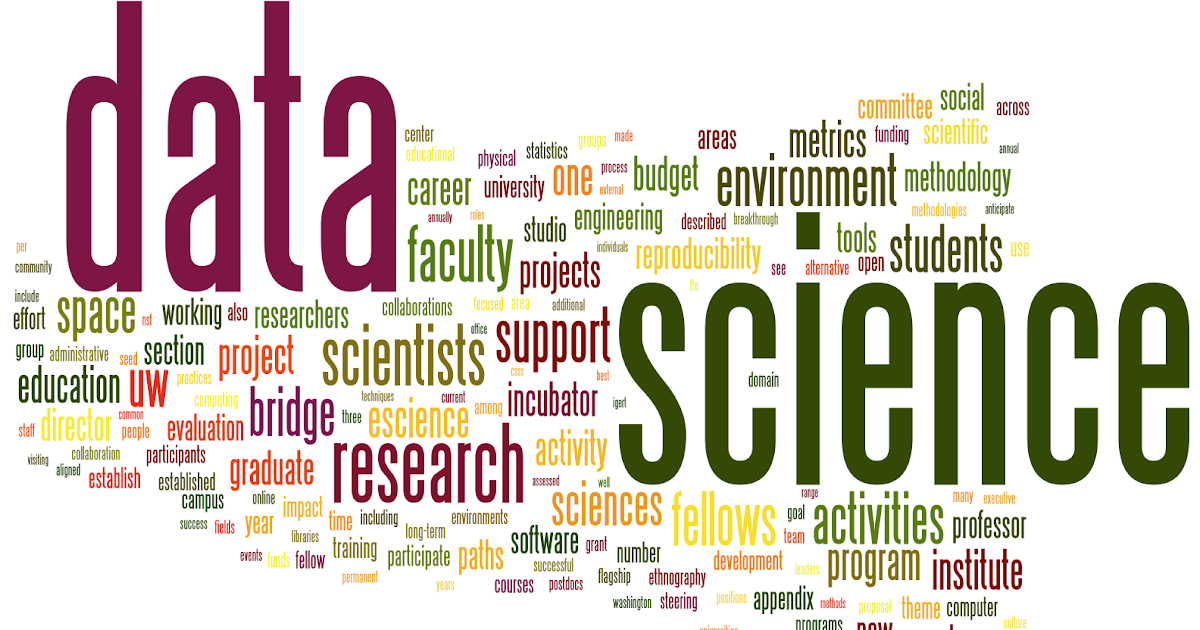 data
science
center
educational
physical
statistics
groups
made
areas
metrics
committee
social
across
funding
scientific
annual
career
university
one
process
external
budget
environment
methodology
annually
roles
studio
engineering
described
breakthrough
methodologies
anticipate
faculty
projects
individuals
reproducibility
see
alternative
tools
open
students
use
per
community
include
effort
space
nsf
working
also
researchers
collaborations
focused
area
additional
ffe
group
administrative
seed
section
project
scientists
office
support
csss
best
domain
education
uw
practices
computing
bridge
techniques
current
three
escience
among
incubator
igert
staff
director
common
people
evaluation
research
activity
visiting
collaboration
aligned
participants
establish
established
graduate
assessed
well
campus
online
impact
sciences
fellows
range
goal
team
activities
many
executive
professor
success
fields
year
libraries
time
including
long-term
environments
events
funds
fellow
training
participate
paths
software
grant
number
development
leaders
program
institute
permanent
years
courses
successful
postdocs
flagship
ethnography
washington
steering
positions
appendix
methods
proposal
theme
computer
culture
programs
universities
new